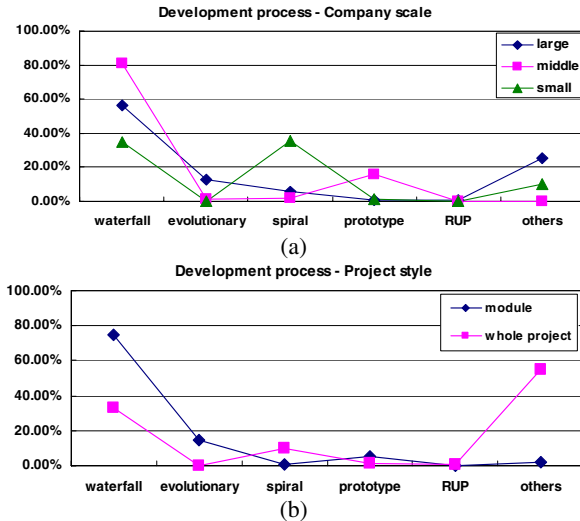 Development process - Company scale
100.00%
80.00%
60.00%
40.00%
20.00%
0.00%
large
middle
small
waterfall evolutionary spiral prototype RUP others
(a)
Development process - Project style
100.00%
80.00%
60.00%
40.00%
20.00%
0.00%
module
whole project
waterfall evolutionary spiral prototype RUP others
(b)